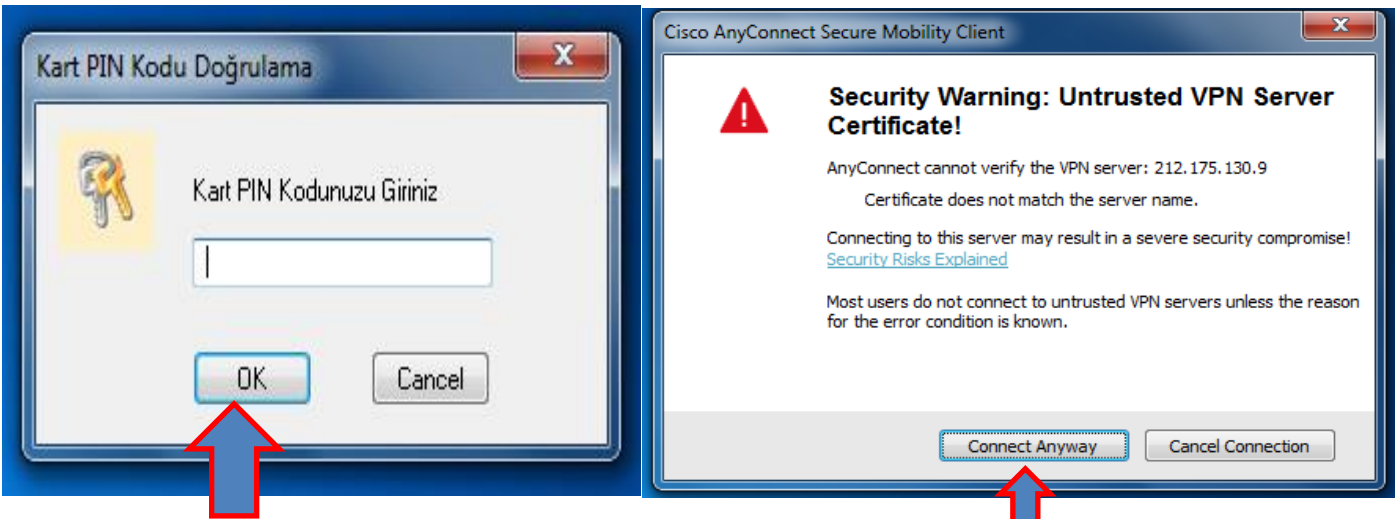 Kart PIN Kodu Doğrulama
Kart PIN Kodunuzu Giriniz
OK
Cancel
Cisco AnyConnect Secure Mobility Client
Security Warning: Untrusted VPN Server
Certificate!
AnyConnect cannot verify the VPN server: 212.175.130.9
Certificate does not match the server name.
Connecting to this server may result in a severe security compromise!
Security Risks Explained
Most users do not connect to untrusted VPN servers unless the reason
for the error condition is known.
Connect Anyway
Cancel Connection